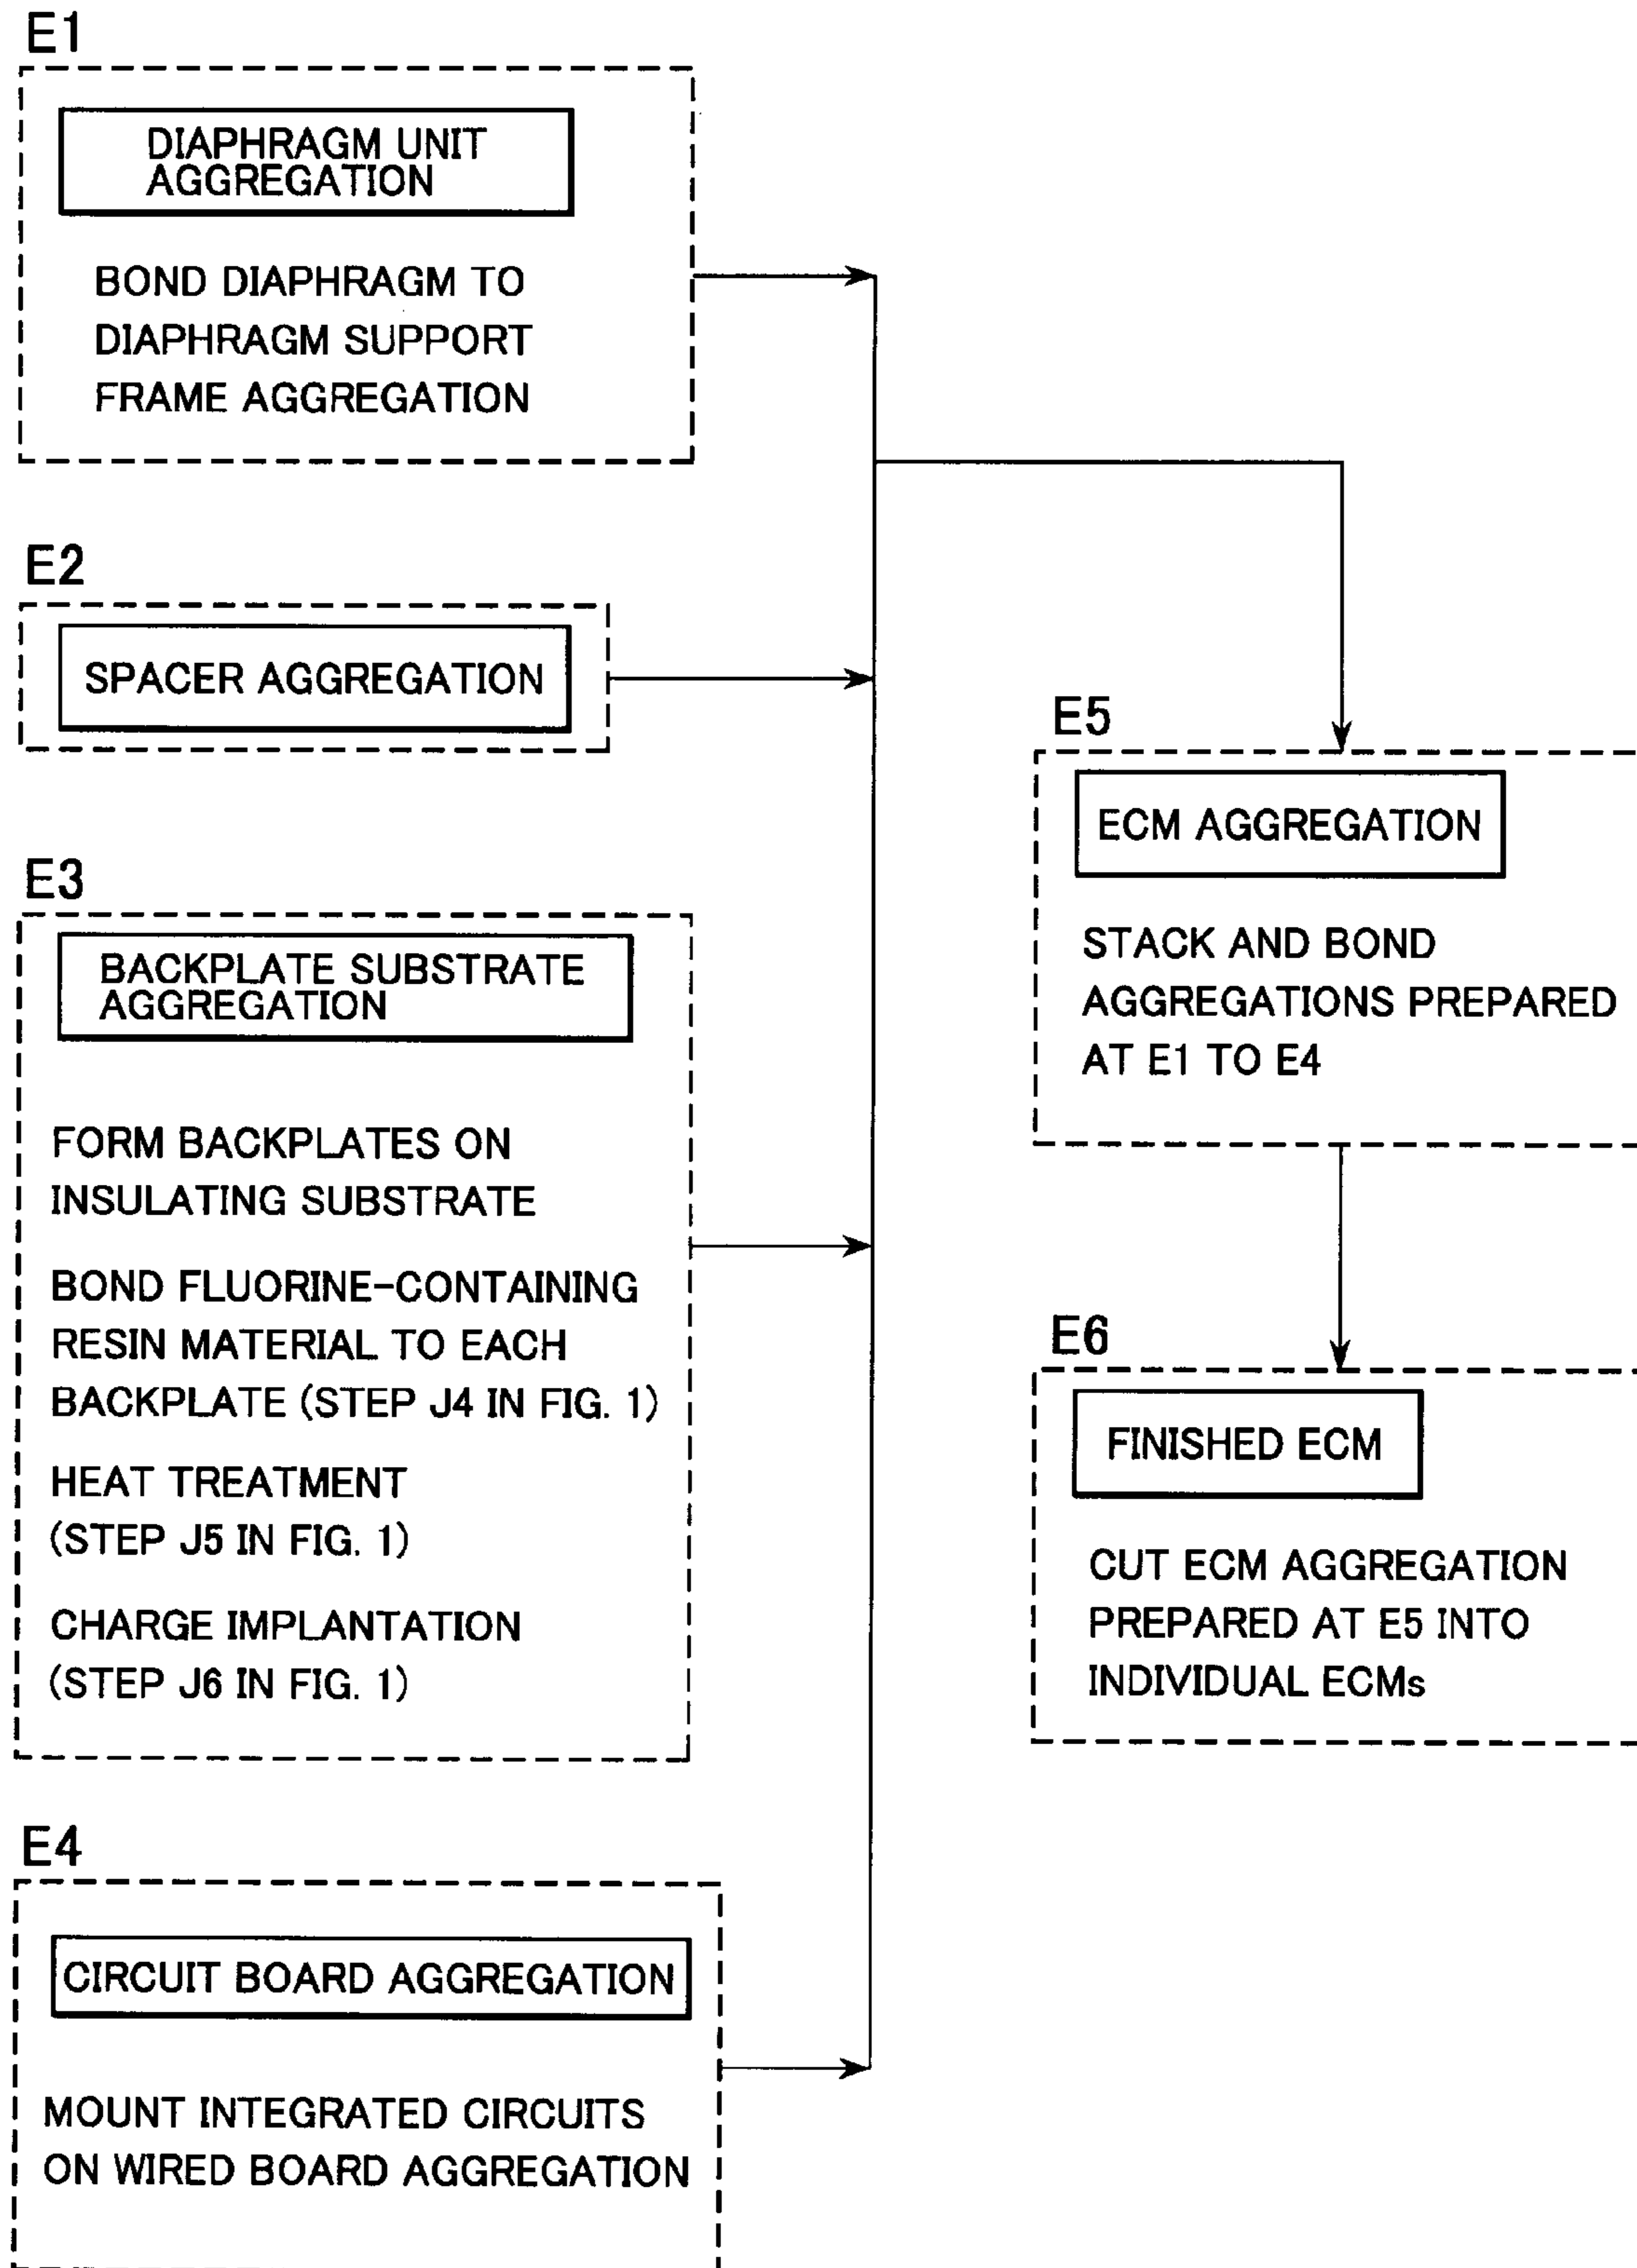 E1
DIAPHRAGM UNIT
AGGREGATION
BOND DIAPHRAGM TO
DIAPHRAGM SUPPORT
FRAME AGGREGATION
E2
SPACER AGGREGATION
E3
BACKPLATE SUBSTRATE
AGGREGATION
FORM BACKPLATES ON
INSULATING SUBSTRATE
BOND FLUORINE-CONTAINING
RESIN MATERIAL TO EACH
BACKPLATE (STEP J4 IN FIG. 1)
HEAT TREATMENT
(STEP J5 IN FIG. 1)
CHARGE IMPLANTATION
(STEP J6 IN FIG. 1)
E4
CIRCUIT BOARD AGGREGATION
MOUNT INTEGRATED CIRCUITS
ON WIRED BOARD AGGREGATION
E5
ECM AGGREGATION
STACK AND BOND
AGGREGATIONS PREPARED
AT E1 TO E4
E6
FINISHED ECM
CUT ECM AGGREGATION
PREPARED AT E5 INTO
INDIVIDUAL ECMs